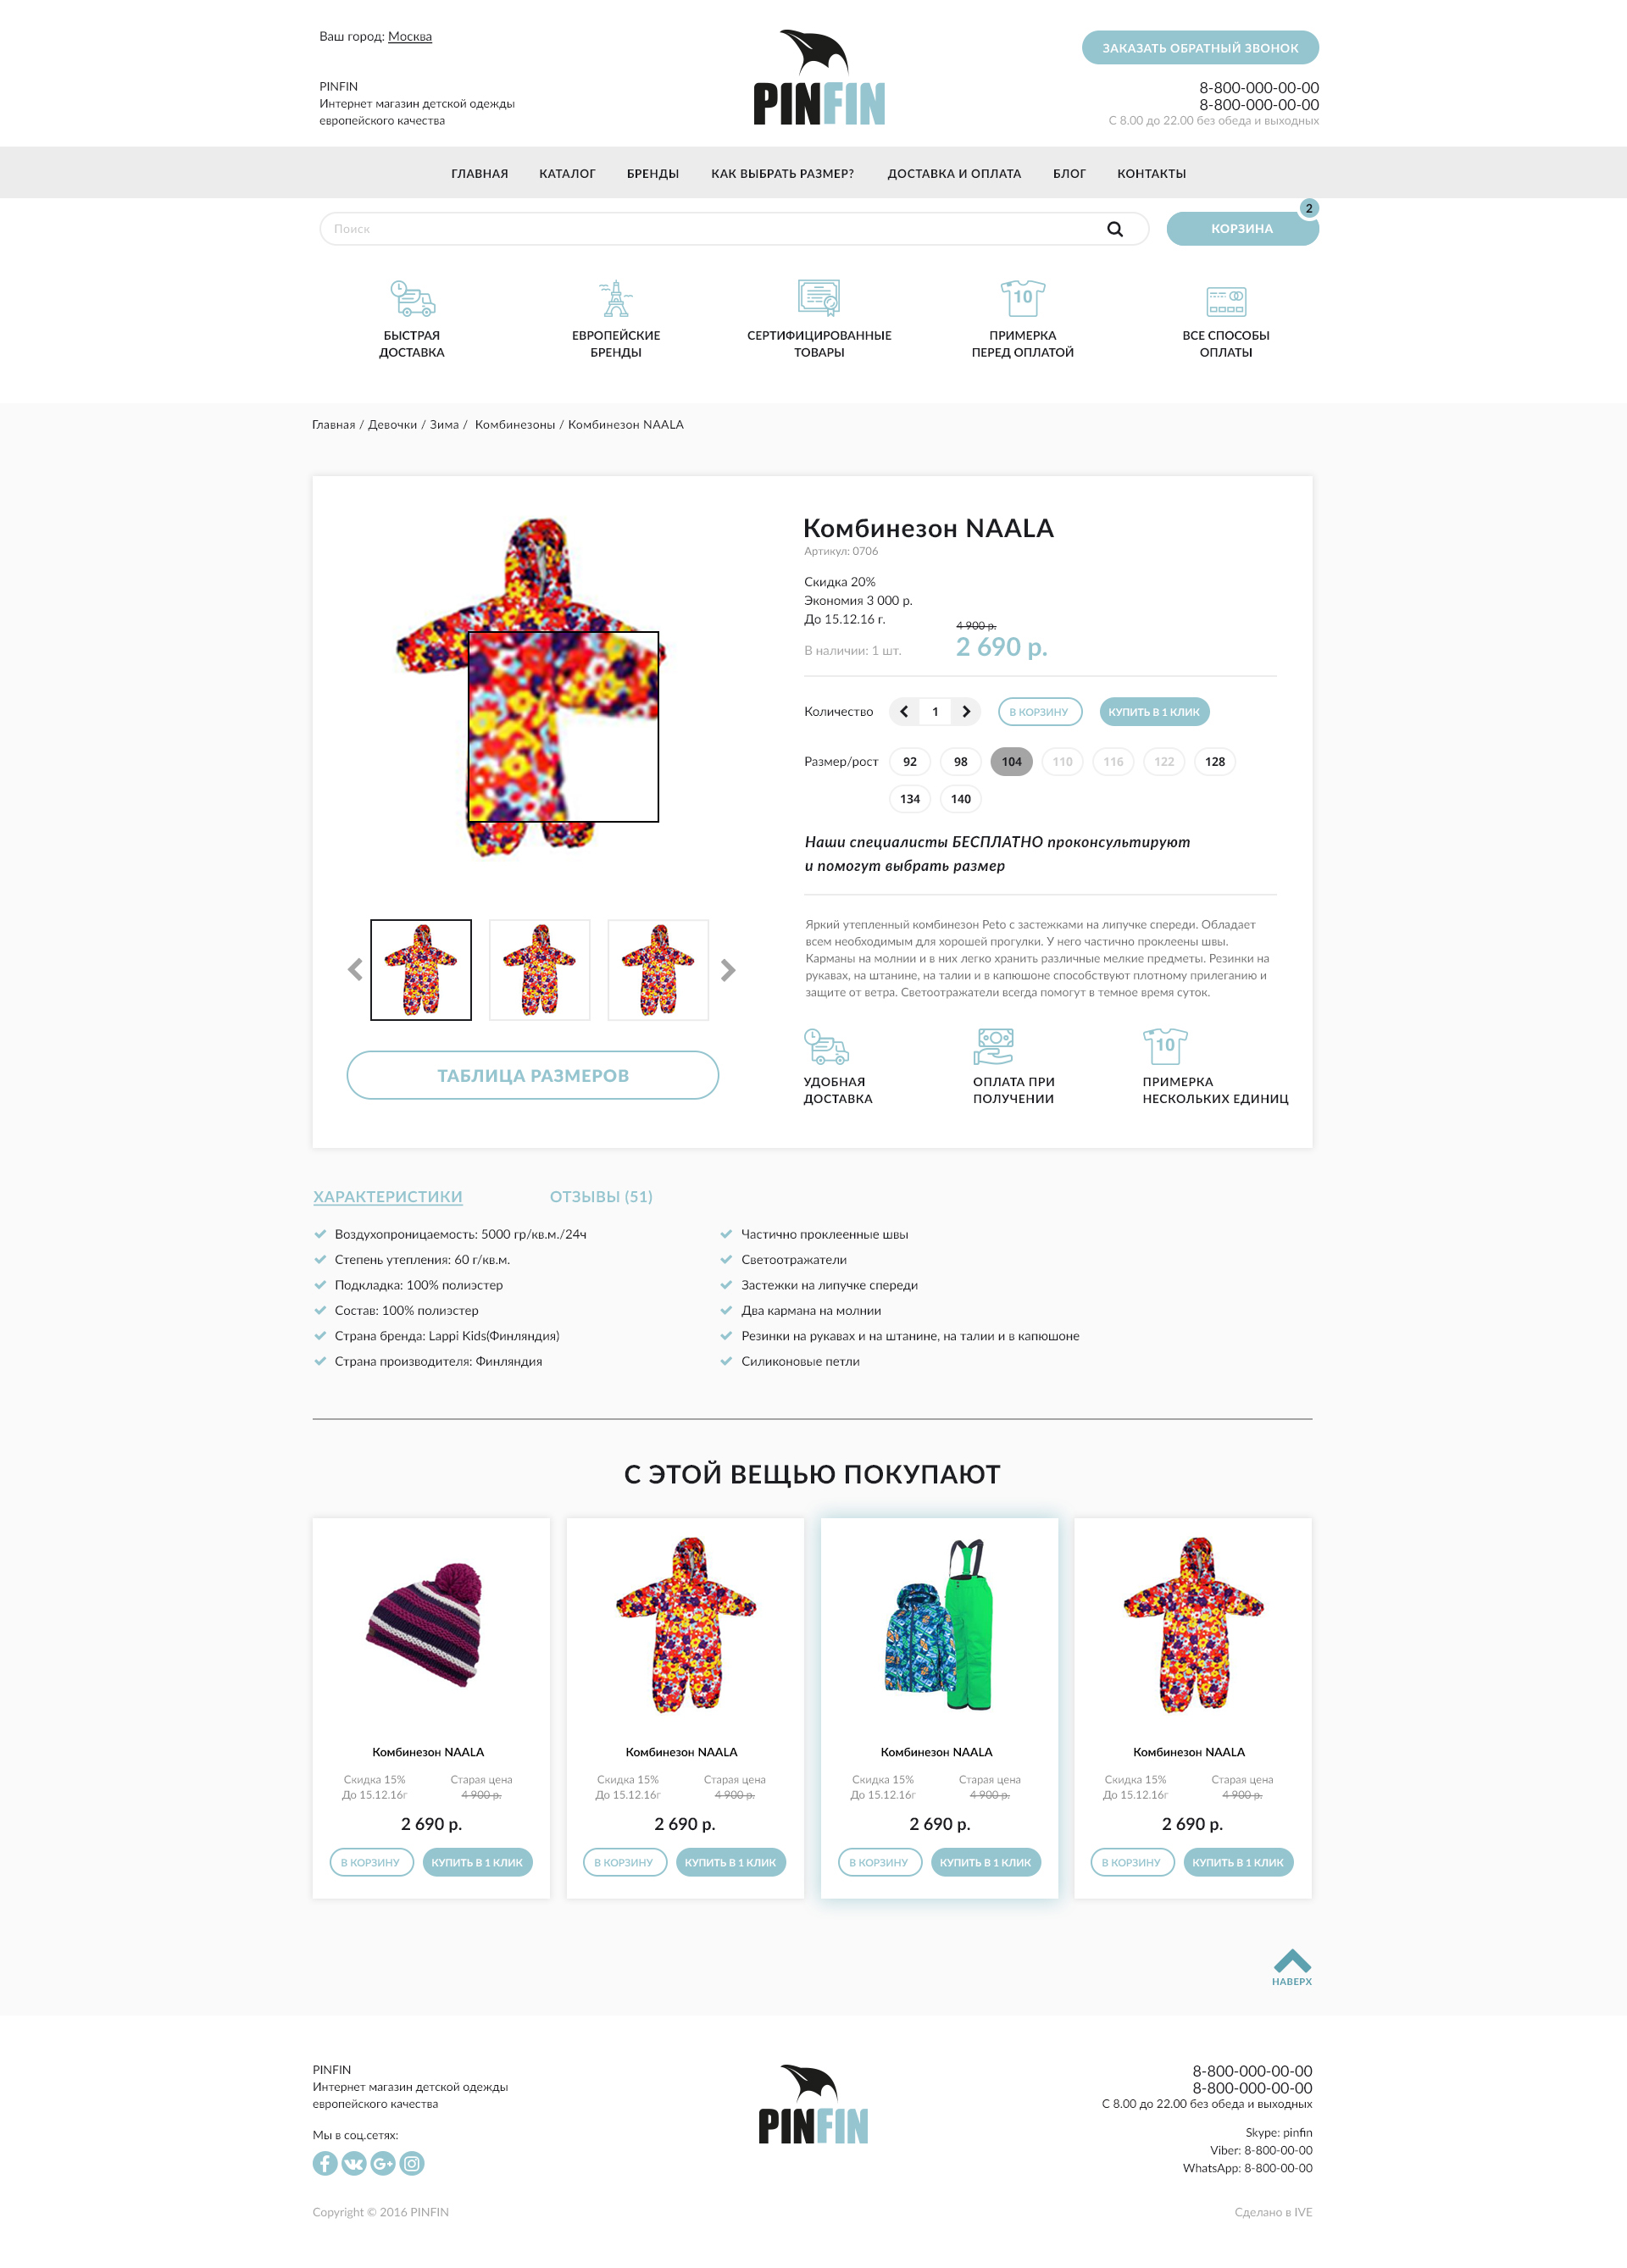 Ваш город: Москва
PINFIN
Интернет магазин детской одежды
европейского качества
PINFIN
ЗАКАЗАТЬ ОБРАТНЫЙ ЗВОНОК
8-800-000-00-00
8-800-000-00-00
С 8.00 до 22.00 без обеда и выходных
ГЛАВНАЯ КАТАЛОГ БРЕНДЫ КАК ВЫБРАТЬ РАЗМЕР? ДОСТАВКА И ОПЛАТА БЛОГ КОНТАКТЫ
Поиск
КОРЗИНА
2
БЫСТРАЯ
ДОСТАВКА
ЕВРОПЕЙСКИЕ
БРЕНДЫ
СЕРТИФИЦИРОВАННЫЕ
ТОВАРЫ
10
ПРИМЕРКА
ПЕРЕД ОПЛАТОЙ
ВСЕ СПОСОБЫ
ОПЛАТЫ
Главная / Девочки / Зима / Комбинезоны / Комбинезон NAALA
Комбинезон NAALA
Артикул: 0706
Скидка 20%
Экономия 3 000 р.
До 15.12.16 г.
В наличии: 1 шт.
4 900 р.
2 690 р.
Количество 1 В КОРЗИНУ КУПИТЬ В 1 КЛИК
Размер/рост 92 98 104 110 116 122 128
134 140
Наши специалисты БЕСПЛАТНО проконсультируют
и помогут выбрать размер
Яркий утепленный комбинезон Peto с застежками на липучке спереди. Обладает
всем необходимым для хорошей прогулки. У него частично проклеены швы.
Карманы на молнии и в них легко хранить различные мелкие предметы. Резинки на
рукавах, на штанине, на талии и в капюшоне способствуют плотному прилеганию и
защите от ветра. Светоотражатели всегда помогут в темное время суток.
ТАБЛИЦА РАЗМЕРОВ
УДОБНАЯ
ДОСТАВКА
ОПЛАТА ПРИ
ПОЛУЧЕНИИ
10
ПРИМЕРКА
НЕСКОЛЬКИХ ЕДИНИЦ
ХАРАКТЕРИСТИКИ ОТЗЫВЫ (51)
Воздухопроницаемость: 5000 гр/кв.м./24ч
Степень утепления: 60 г/кв.м.
Подкладка: 100% полиэстер
Состав: 100% полиэстер
Страна бренда: Lappi Kids(Финляндия)
Страна производителя: Финляндия
Частично проклеенные швы
Светоотражатели
Застежки на липучке спереди
Два кармана на молнии
Резинки на рукавах и на штанине, на талии и в капюшоне
Силиконовые петли
С ЭТОЙ ВЕЩЬЮ ПОКУПАЮТ
Комбинезон NAALA
Скидка 15% Старая цена
До 15.12.16г 4 900 р.
2 690 р.
В КОРЗИНУ КУПИТЬ В 1 КЛИК
Комбинезон NAALA
Скидка 15% Старая цена
До 15.12.16г 4 900 р.
2 690 р.
В КОРЗИНУ КУПИТЬ В 1 КЛИК
Комбинезон NAALA
Скидка 15% Старая цена
До 15.12.16г 4 900 р.
2 690 р.
В КОРЗИНУ КУПИТЬ В 1 КЛИК
Комбинезон NAALA
Скидка 15% Старая цена
До 15.12.16г 4 900 р.
2 690 р.
В КОРЗИНУ КУПИТЬ В 1 КЛИК
НАВЕРХ
PINFIN
Интернет магазин детской одежды
европейского качества
Мы в соц.сетях:
PINFIN
8-800-000-00-00
8-800-000-00-00
С 8.00 до 22.00 без обеда и выходных
Skype: pinfin
Viber: 8-800-00-00
WhatsApp: 8-800-00-00
Copyright © 2016 PINFIN
Сделано в IVE